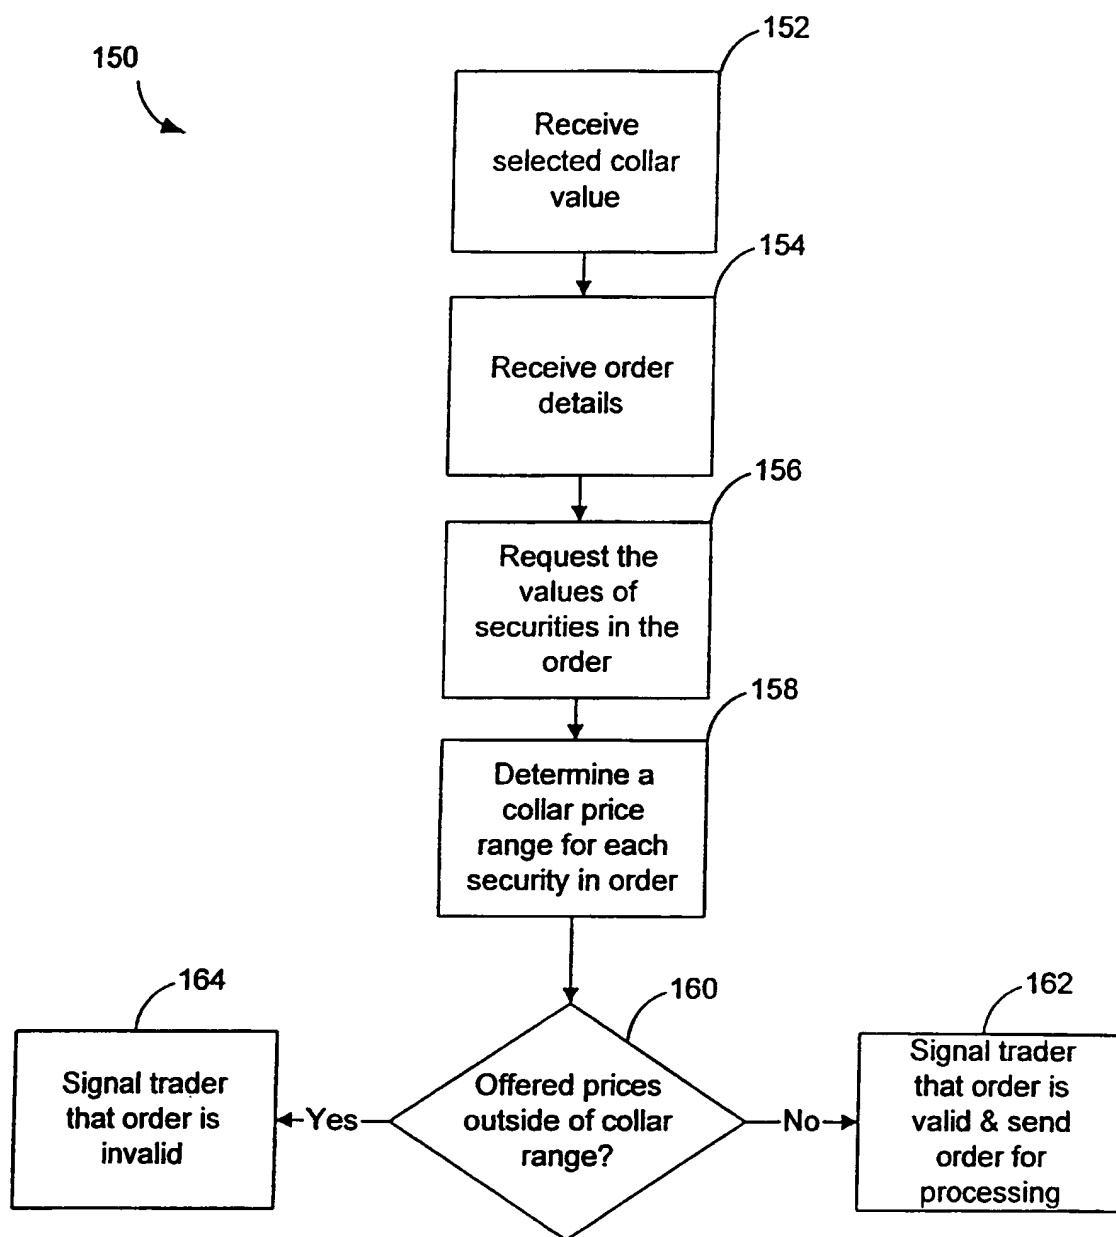 150
152
Receive
selected collar
value
154
Receive order
details
156
Request the
values of
securities in the
order
158
Determine a
collar price
range for each
security in order
164
160
162
Signal trader
that order is
invalid
Yes
Offered prices
outside of collar
range?
No
Signal trader
that order is
valid & send
order for
processing